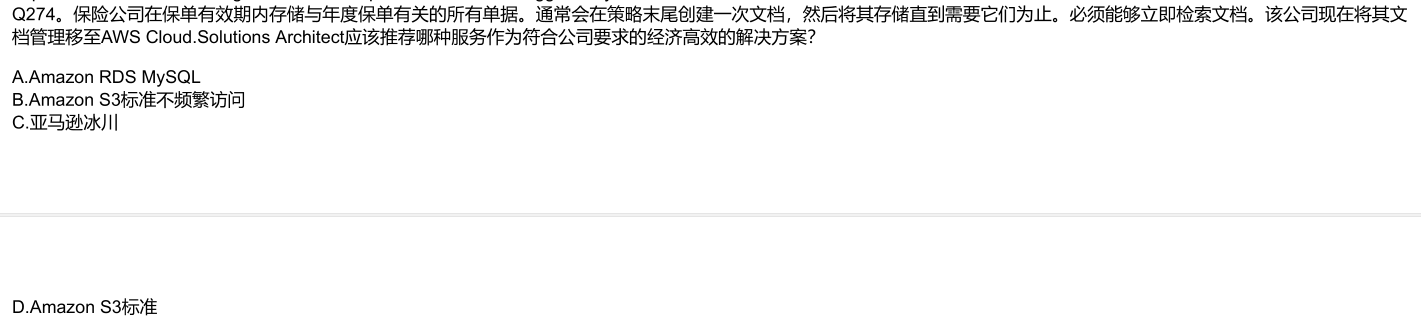 Q274。保险公司在保单有效期内存储与年度保单有关的所有单据。通常会在策略末尾创建一次文档，然后将其存储直到需要它们为止。必须能够立即检索文档。该公司现在将其文
档管理移至AWS Cloud.Solutions Architect应该推荐哪种服务作为符合公司要求的经济高效的解决方案？
A.Amazon RDS MySQL
B.Amazon S3标准不频繁访问
C.亚马逊冰川
D.Amazon S3标准